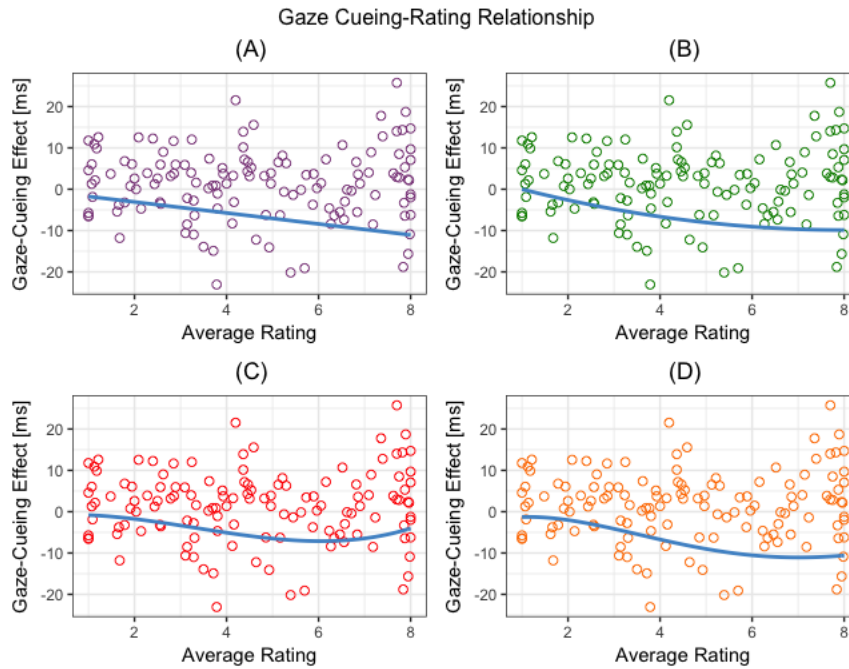 Gaze Cueing-Rating Relationship
(A)
Gaze-Cueing Effect [ms]
20
10
0
-10
-20
2 4 6 8
Average Rating
(B)
Gaze-Cueing Effect [ms]
20
10
0
-10
-20
2 4 6 8
Average Rating
(C)
Gaze-Cueing Effect [ms]
20
10
0
-10
-20
2 4 6 8
Average Rating
(D)
Gaze-Cueing Effect [ms]
20
10
0
-10
-20
2 4 6 8
Average Rating